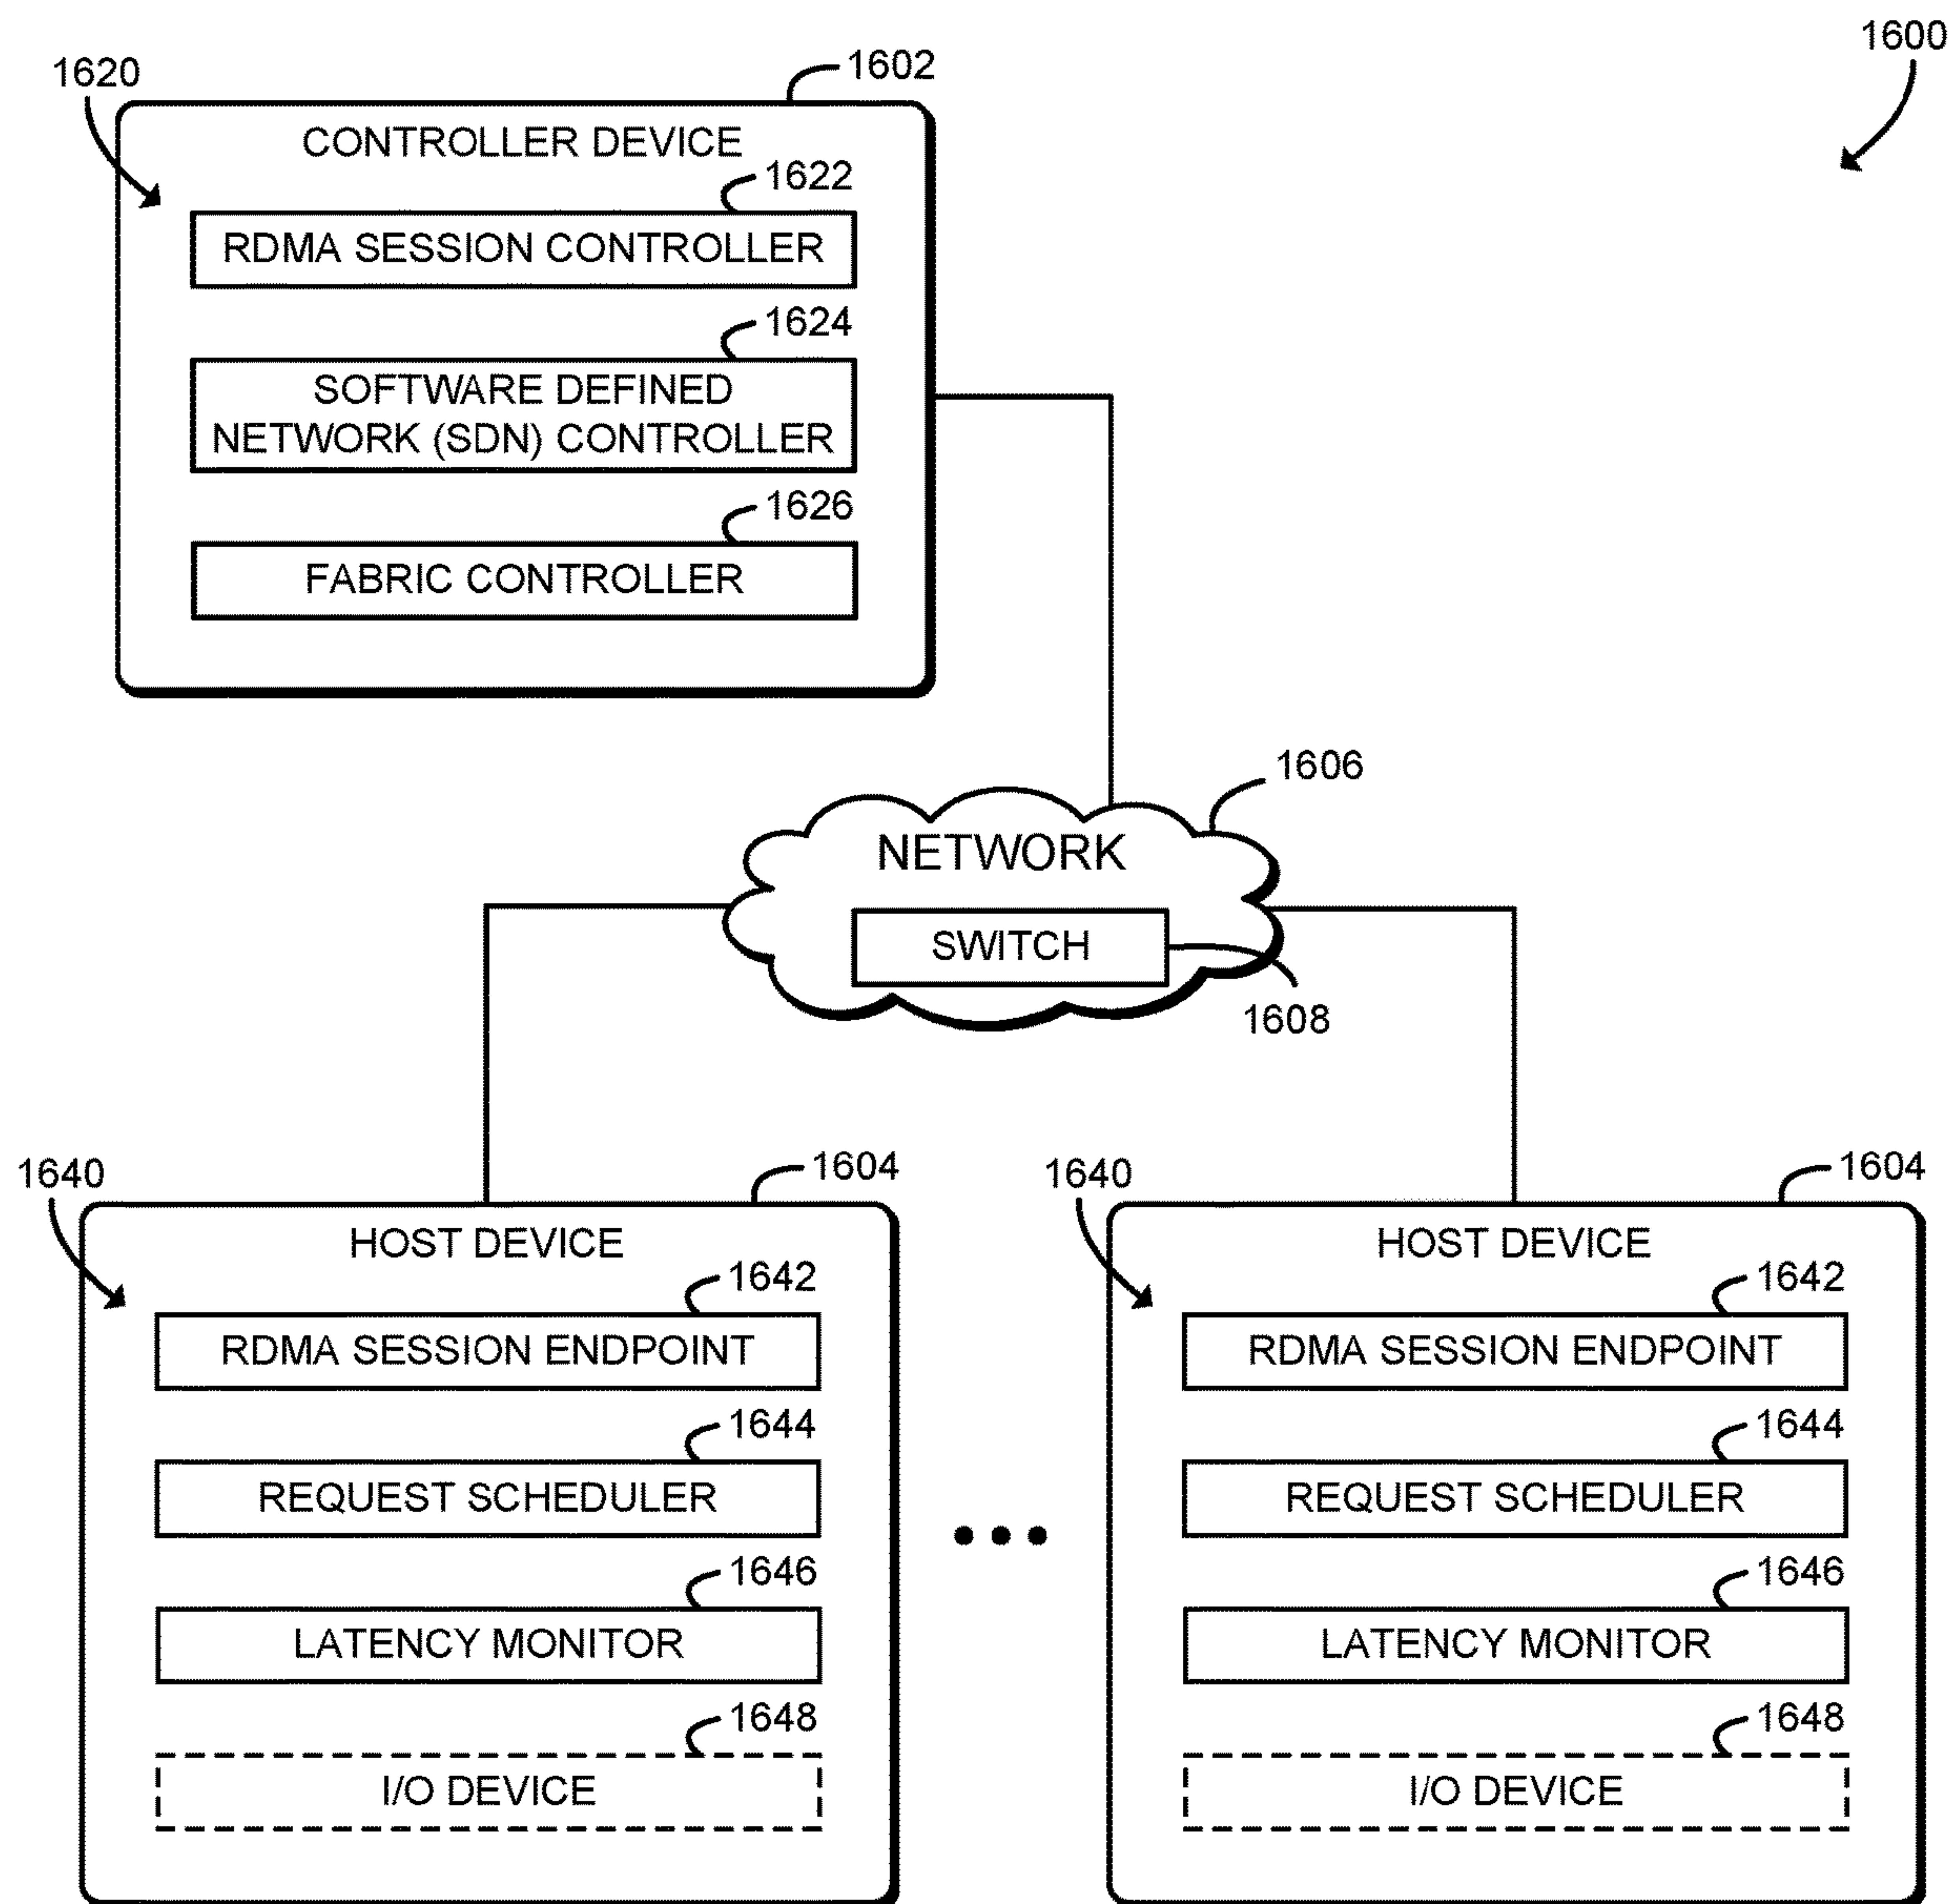 1600
1620
1602
CONTROLLER DEVICE
1622
RDMA SESSION CONTROLLER
1624
SOFTWARE DEFINED
NETWORK (SDN) CONTROLLER
1626
FABRIC CONTROLLER
1606
NETWORK
SWITCH
1608
1640
1604
HOST DEVICE
1642
RDMA SESSION ENDPOINT
1644
REQUEST SCHEDULER
1646
LATENCY MONITOR
1648
I/O DEVICE
1640
1604
HOST DEVICE
1642
RDMA SESSION ENDPOINT
1644
REQUEST SCHEDULER
1646
LATENCY MONITOR
1648
I/O DEVICE